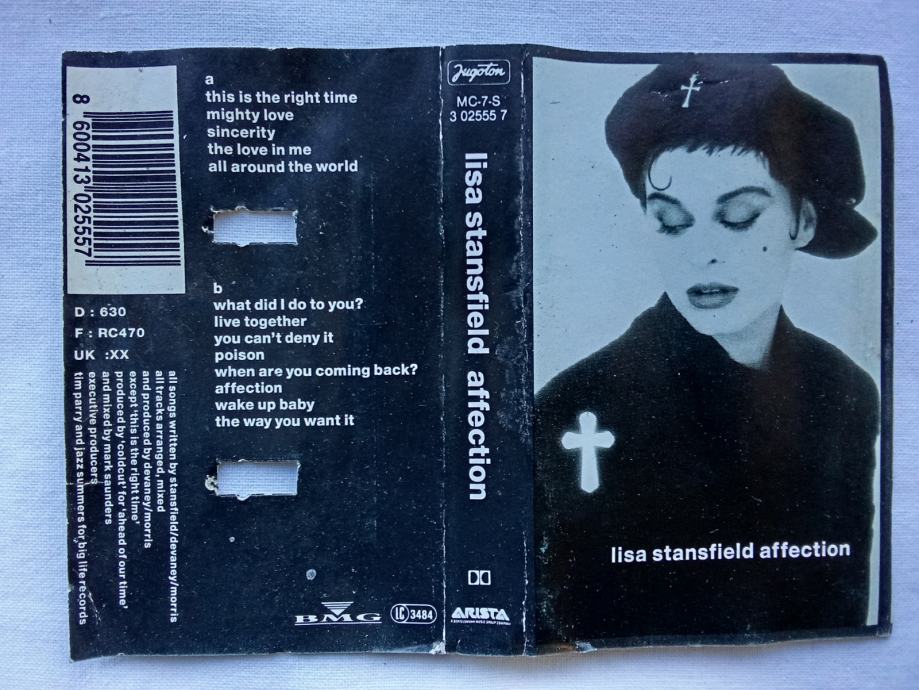 8 600413 025557
D : 630
F : RC470
UK :XX
all songs written by stansfield/devaney/morris
all tracks arranged, mixed
and produced by devaney/morris
except 'this is the right time'
produced by 'coldcut' for 'ahead of our time'
and mixed by mark saunders
executive producers
tim parry and jazz summers for big life records
a
this is the right time
mighty love
sincerity
the love in me
all around the world
b
what did I do to you?
live together
you can't deny it
poison
when are you coming back?
affection
wake up baby
the way you want it
BMG
LC 3484
Jugoton
MC-7-S
3 02555 7
lisa stansfield affection
ARISTA
A BERTELSMANN MUSIC GROUP COMPANY
lisa stansfield affection